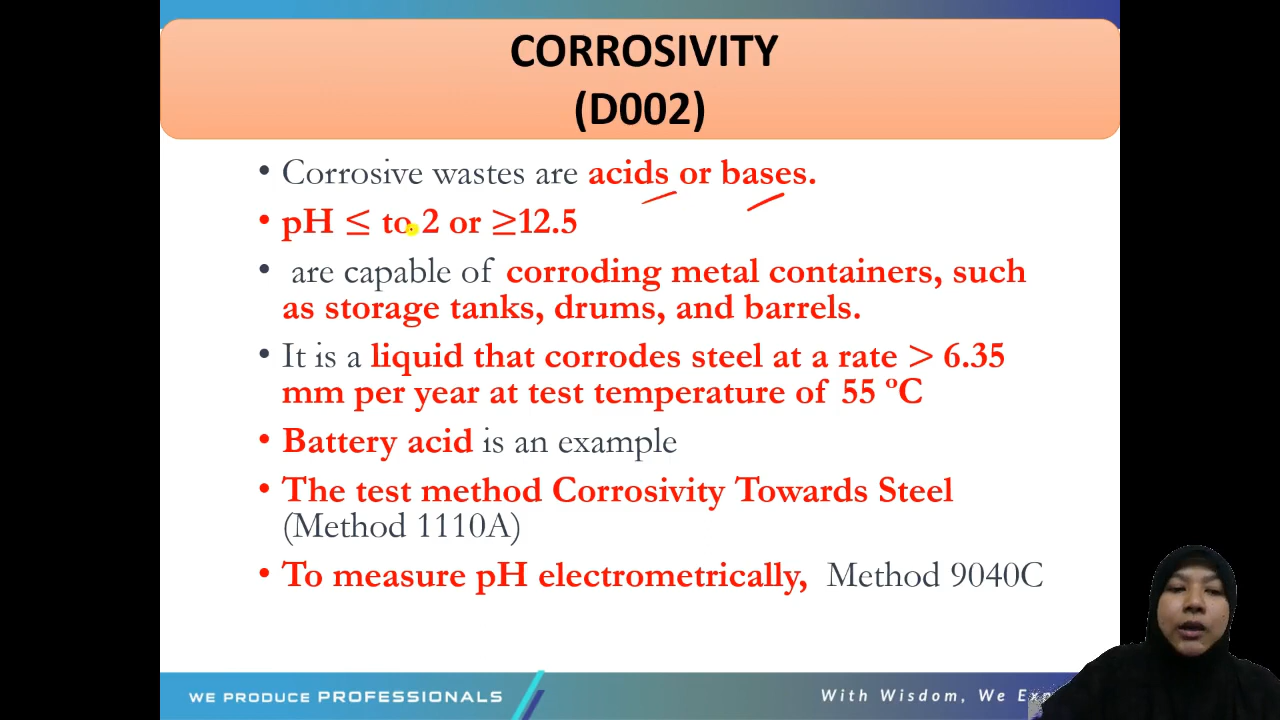 CORROSIVITY
(D002)
• Corrosive wastes are acids or bases.
• pH ≤ to 2 or ≥12.5
• are capable of corroding metal containers, such
as storage tanks, drums, and barrels.
• It is a liquid that corrodes steel at a rate > 6.35
mm per year at test temperature of 55 ºC
• Battery acid is an example
• The test method Corrosivity Towards Steel
(Method 1110A)
• To measure pH electrometrically, Method 9040C
WE PRODUCE PROFESSIONALS
With Wisdom, We